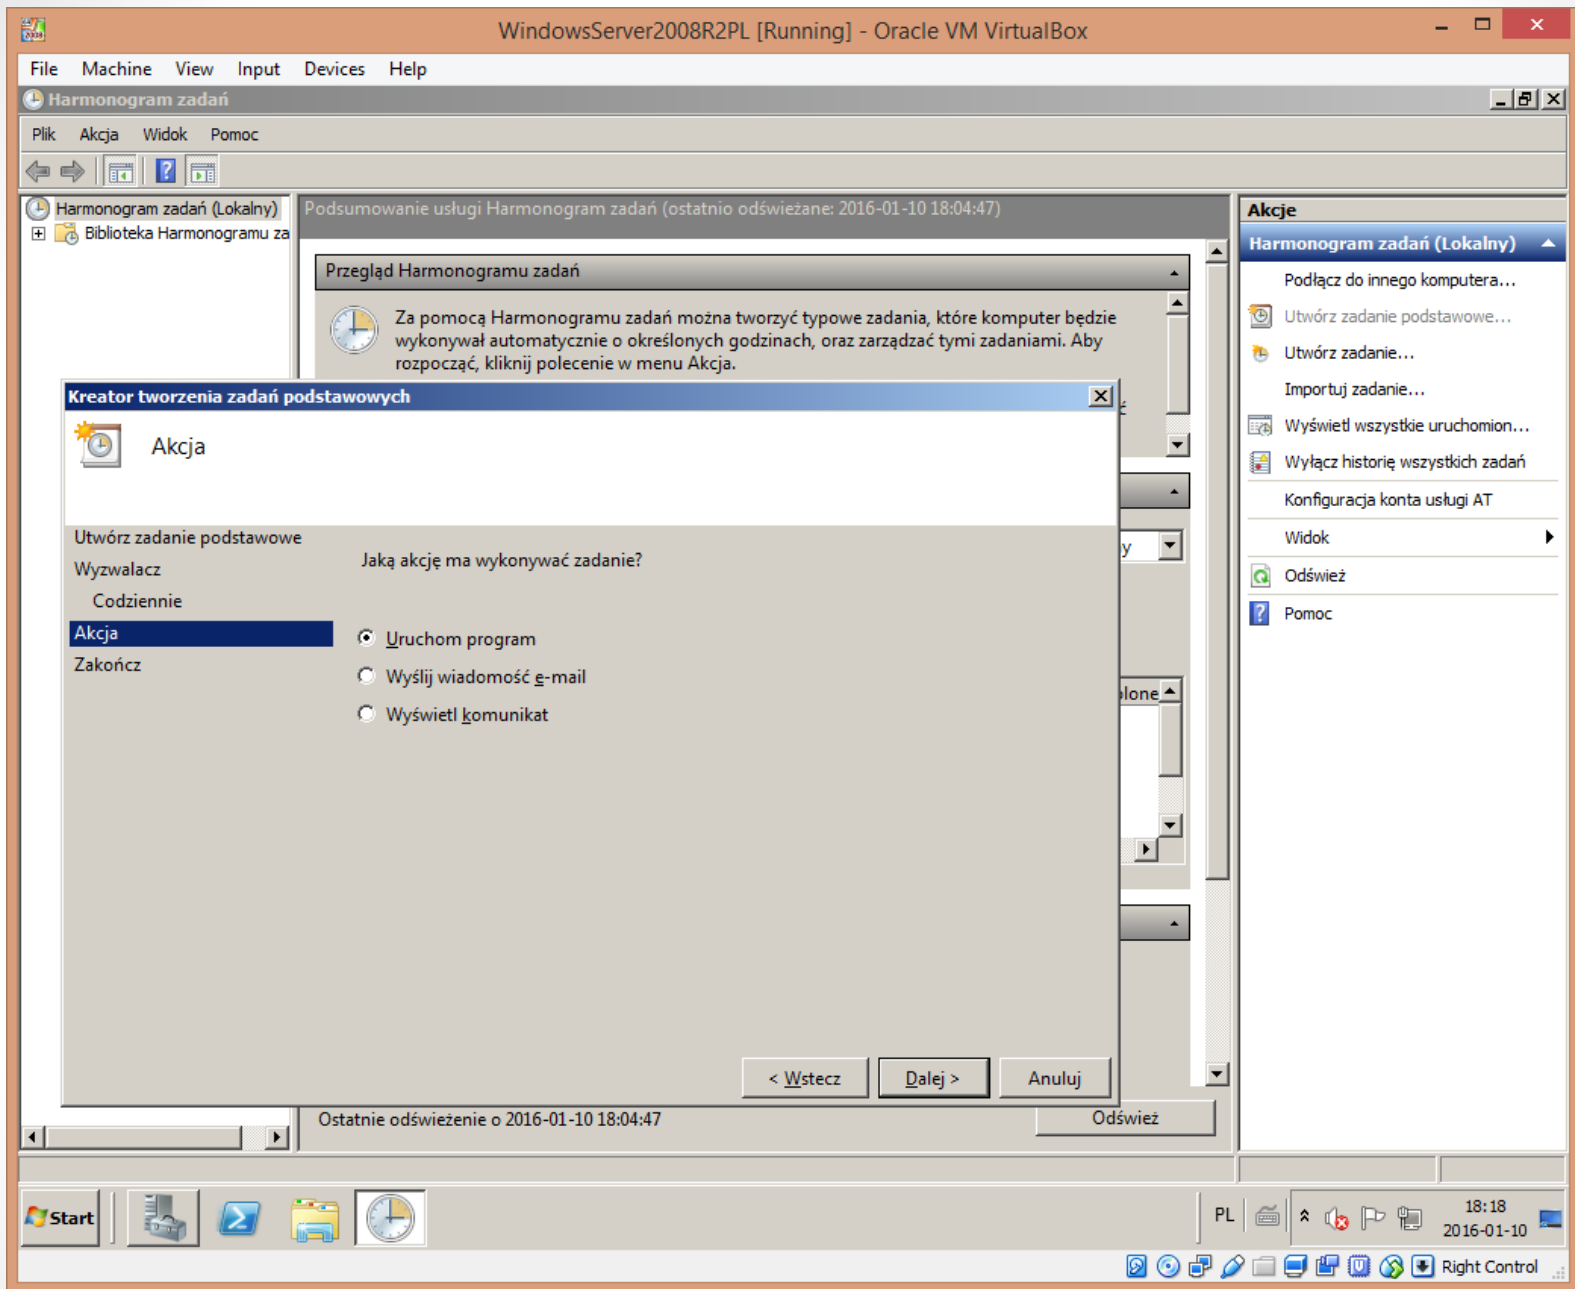 WindowsServer2008R2PL [Running] - Oracle VM VirtualBox
File Machine View Input Devices Help
Harmonogram zadań
Plik Akcja Widok Pomoc
Harmonogram zadań (Lokalny)
Biblioteka Harmonogramu za
Podsumowanie usługi Harmonogram zadań (ostatnio odświeżane: 2016-01-10 18:04:47)
Przegląd Harmonogramu zadań
Za pomocą Harmonogramu zadań można tworzyć typowe zadania, które komputer będzie
wykonywał automatycznie o określonych godzinach, oraz zarządzać tymi zadaniami. Aby
rozpocząć, kliknij polecenie w menu Akcja.
Kreator tworzenia zadań podstawowych
Akcja
Utwórz zadanie podstawowe
Wyzwalacz
Codziennie
Akcja
Zakończ
Jaką akcję ma wykonywać zadanie?
Uruchom program
Wyślij wiadomość e-mail
Wyświetl komunikat
< Wstecz
Dalej >
Anuluj
Ostatnie odświeżenie o 2016-01-10 18:04:47
Odśwież
Akcje
Harmonogram zadań (Lokalny)
Podłącz do innego komputera...
Utwórz zadanie podstawowe...
Utwórz zadanie...
Importuj zadanie...
Wyświetl wszystkie uruchomion...
Wyłącz historię wszystkich zadań
Konfiguracja konta usługi AT
Widok
Odśwież
Pomoc
Start
PL
18:18
2016-01-10
Right Control